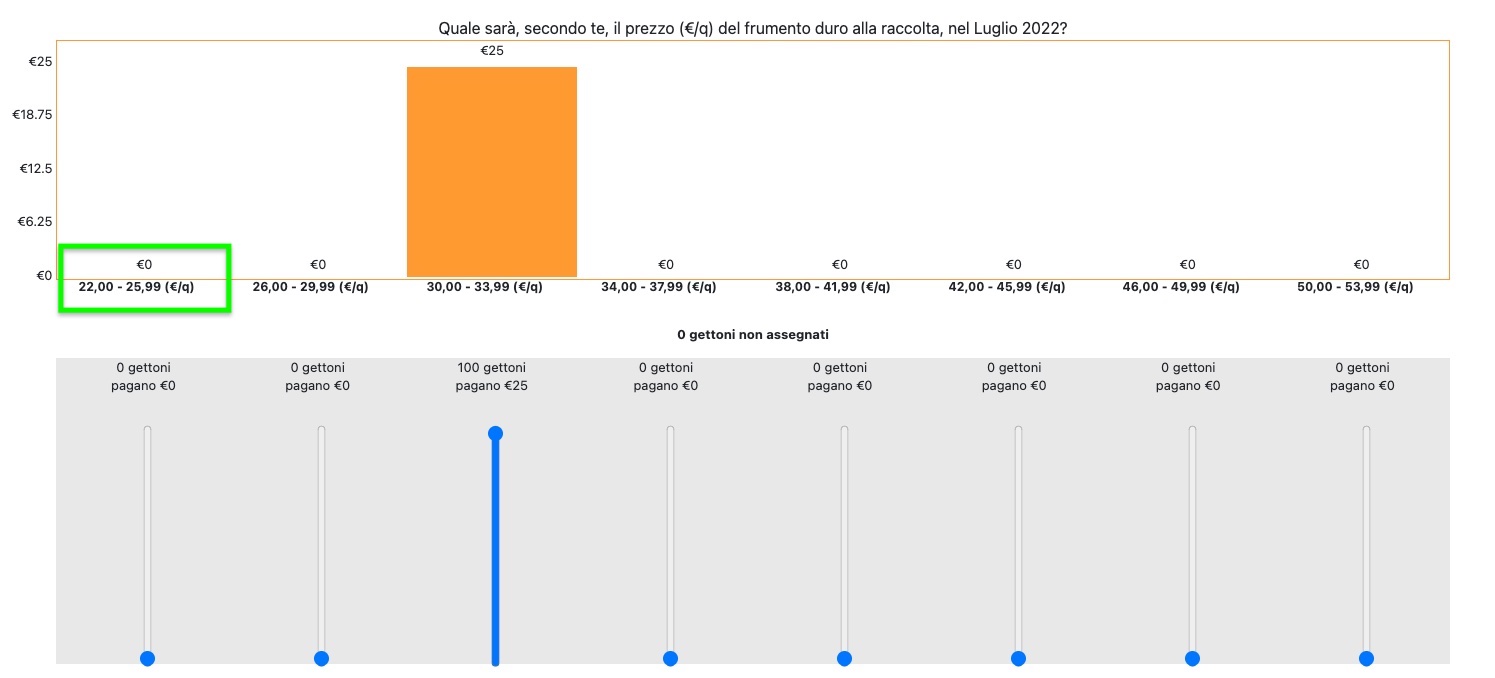 Quale sarà, secondo te, il prezzo (€/q) del frumento duro alla raccolta, nel Luglio 2022?
€25
€25
€18.75
€12.5
€6.25
€0
€0 €0 €0 €0 €0 €0 €0
22,00 - 25,99 (€/q) 26,00 - 29,99 (€/q) 30,00 - 33,99 (€/q) 34,00 - 37,99 (€/q) 38,00 - 41,99 (€/q) 42,00 - 45,99 (€/q) 46,00 - 49,99 (€/q) 50,00 - 53,99 (€/q)
0 gettoni non assegnati
0 gettoni 0 gettoni 100 gettoni 0 gettoni 0 gettoni 0 gettoni 0 gettoni 0 gettoni
pagano €0 pagano €0 pagano €25 pagano €0 pagano €0 pagano €0 pagano €0 pagano €0